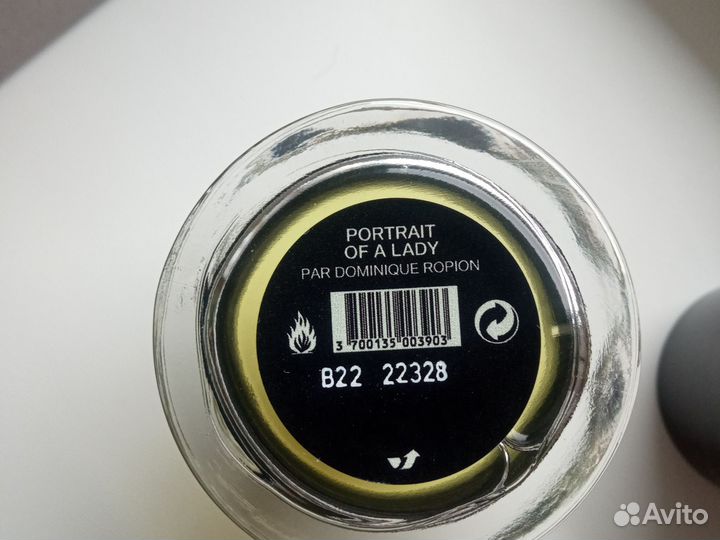 PORTRAIT
OF A LADY
PAR DOMINIQUE ROPION
3 700135 003903
B22 22328
Avito